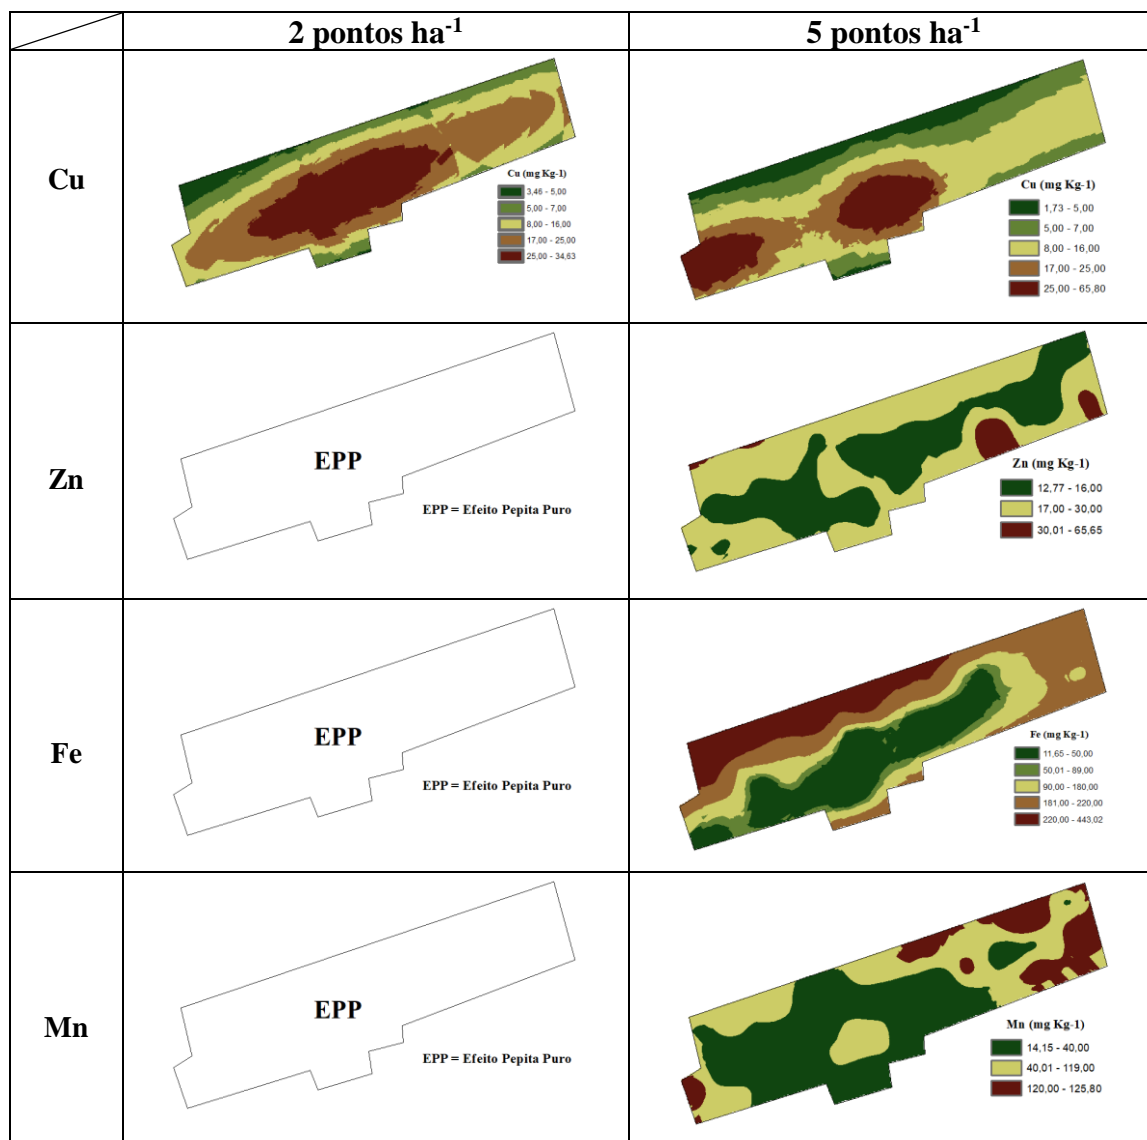 2 pontos ha-1
5 pontos ha-1
Cu
Cu (mg Kg-1)
3,46 - 5,00
5,00 - 7,00
8,00 - 16,00
17,00 - 25,00
25,00 - 34,63
Cu (mg Kg-1)
1,73 - 5,00
5,00 - 7,00
8,00 - 16,00
17,00 - 25,00
25,00 - 65,80
Zn
EPP
EPP = Efeito Pepita Puro
Zn (mg Kg-1)
12,77 - 16,00
17,00 - 30,00
30,01 - 65,65
Fe
EPP
EPP = Efeito Pepita Puro
Fe (mg Kg-1)
11,65 - 50,00
50,01 - 89,00
90,00 - 180,00
181,00 - 220,00
220,00 - 443,02
Mn
EPP
EPP = Efeito Pepita Puro
Mn (mg Kg-1)
14,15 - 40,00
40,01 - 119,00
120,00 - 125,80